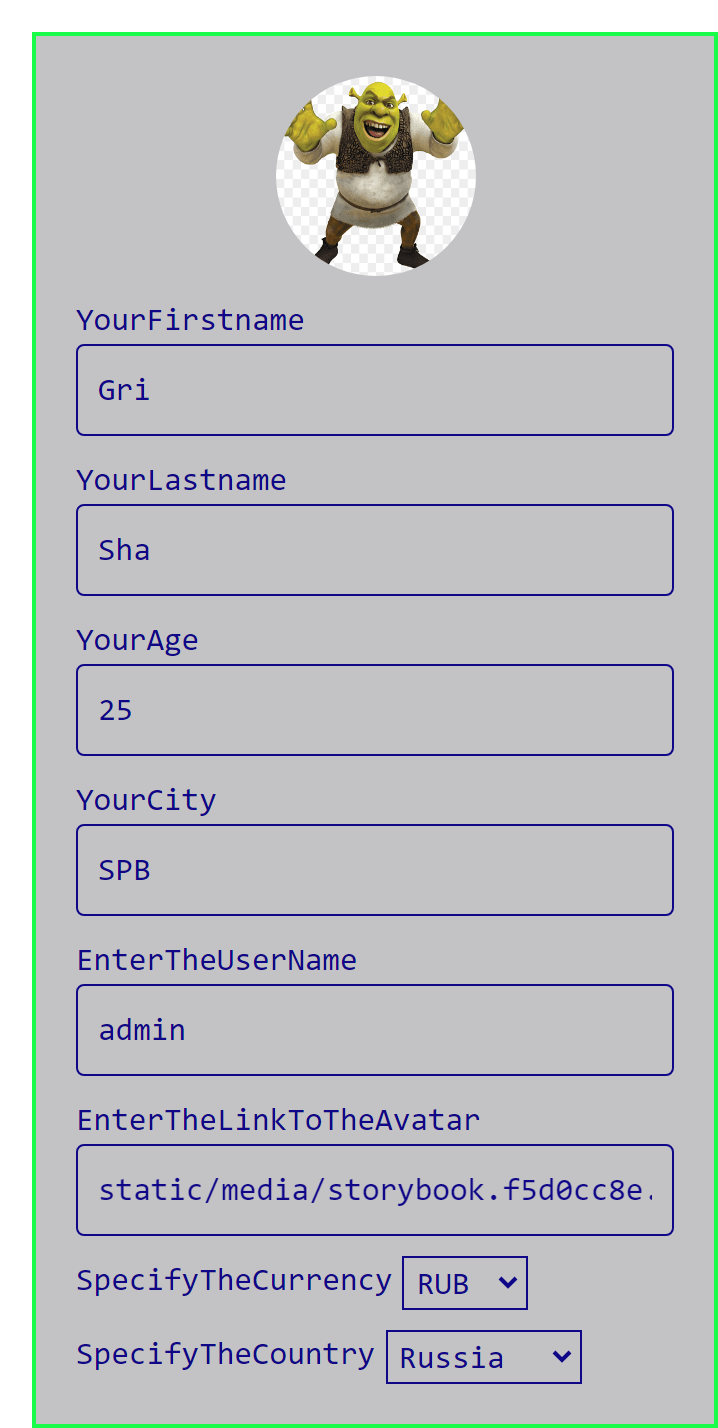 YourFirstname
Gri
YourLastname
Sha
YourAge
25
YourCity
SPB
EnterTheUserName
admin
EnterTheLinkToTheAvatar
static/media/storybook.f5d0cc8e.
SpecifyTheCurrency RUB
SpecifyTheCountry Russia